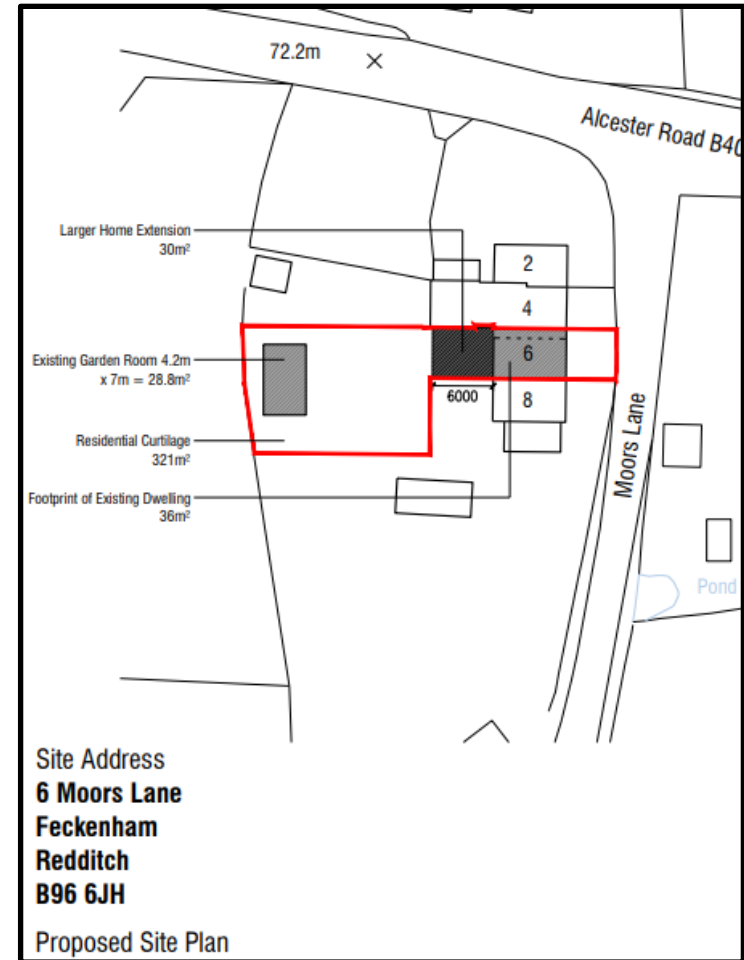 72.2m
Alcester Road B40
Larger Home Extension
30m²
2
4
Existing Garden Room 4.2m
x 7m = 28.8m²
6
6000
8
Residential Curtilage
321m²
Moors Lane
Footprint of Existing Dwelling
36m²
Pond
Site Address
6 Moors Lane
Feckenham
Redditch
B96 6JH
Proposed Site Plan